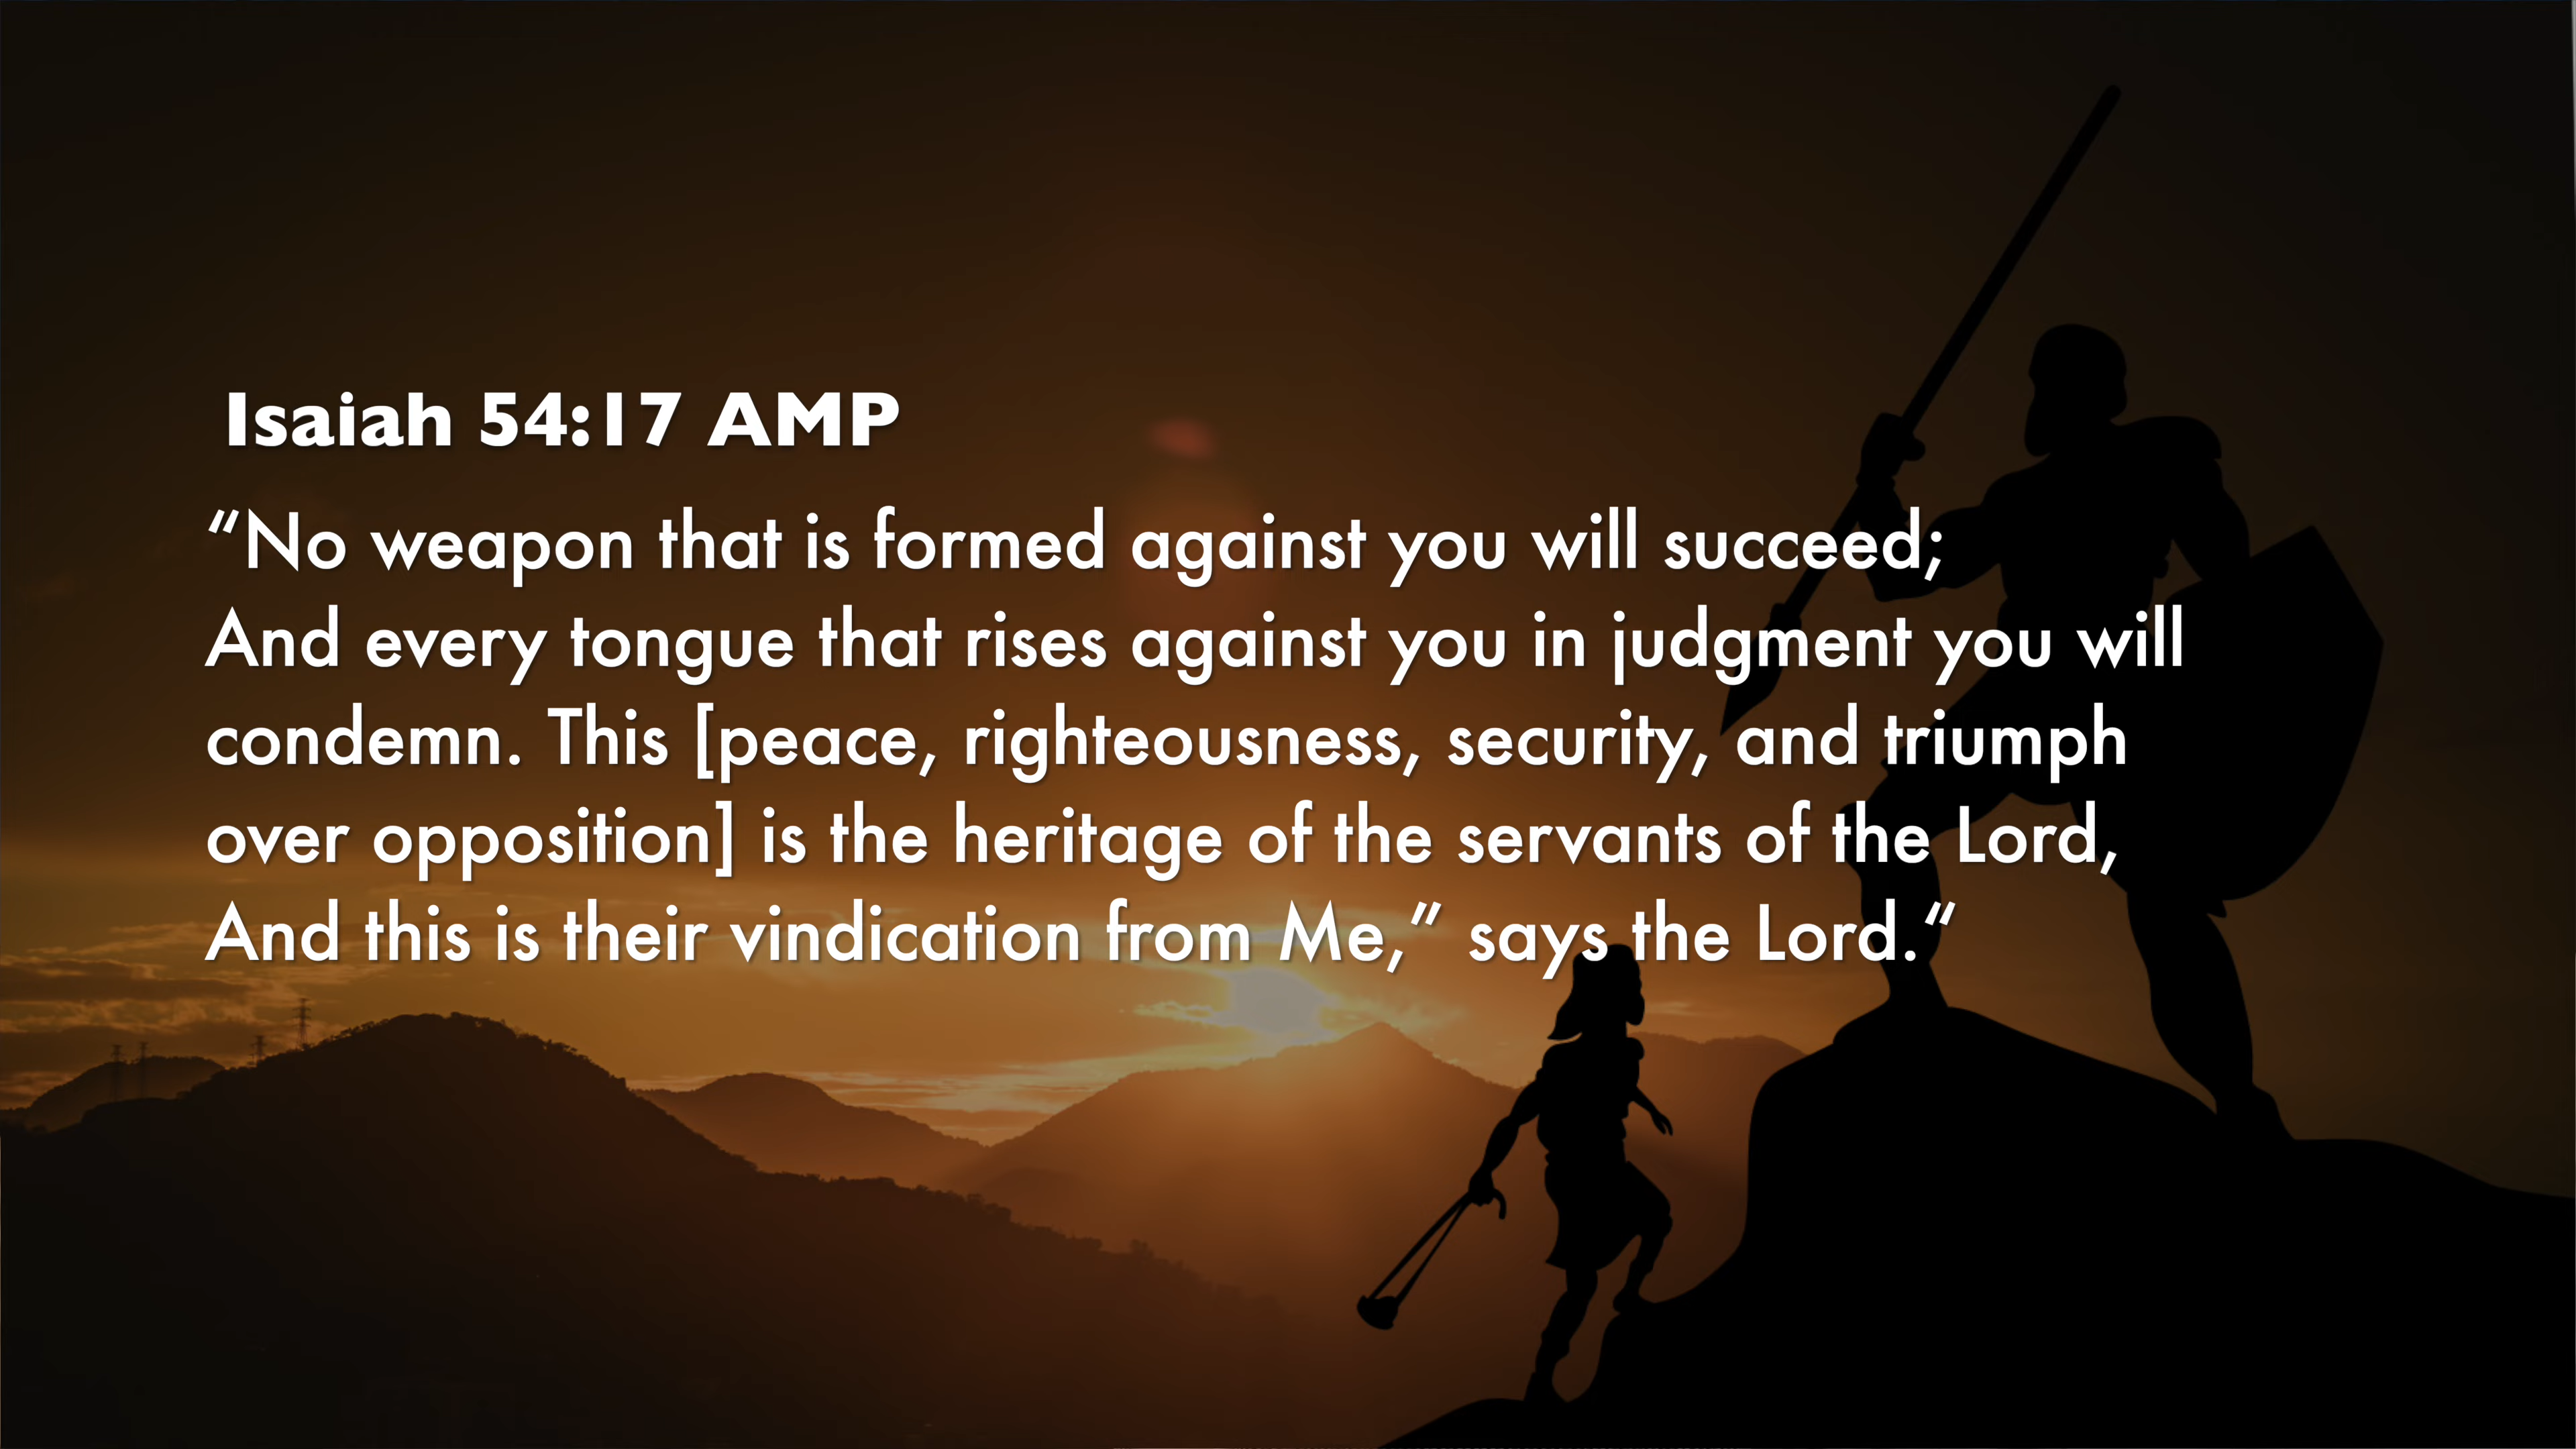 Isaiah 54:17 AMP
“No weapon that is formed against you will succeed;
And every tongue that rises against you in judgment you will
condemn. This [peace, righteousness, security, and triumph
over opposition] is the heritage of the servants of the Lord,
And this is their vindication from Me,” says the Lord.“